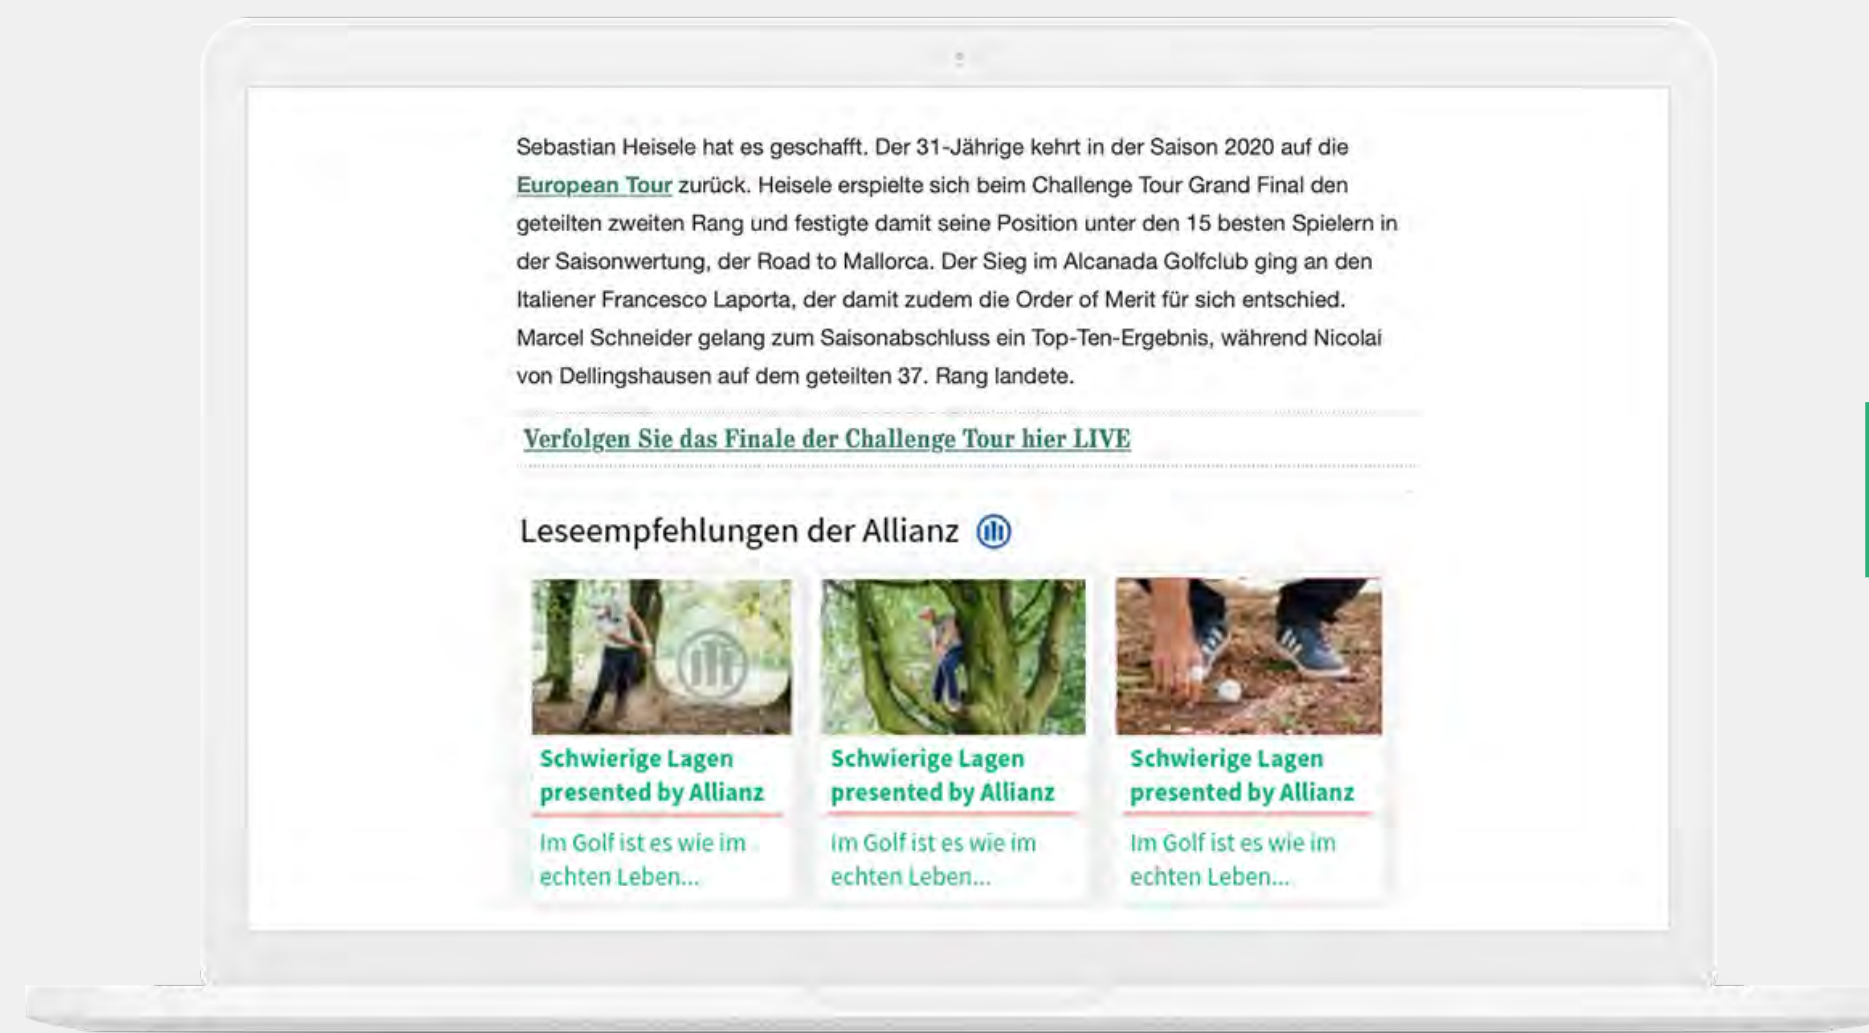 Sebastian Heisele hat es geschafft. Der 31-Jährige kehrt in der Saison 2020 auf die
European Tour zurück. Heisele erspielte sich beim Challenge Tour Grand Final den
geteilten zweiten Rang und festigte damit seine Position unter den 15 besten Spielern in
der Saisonwertung, der Road to Mallorca. Der Sieg im Alcanada Golfclub ging an den
Italiener Francesco Laporta, der damit zudem die Order of Merit für sich entschied.
Marcel Schneider gelang zum Saisonabschluss ein Top-Ten-Ergebnis, während Nicolai
von Dellingshausen auf dem geteilten 37. Rang landete.
Verfolgen Sie das Finale der Challenge Tour hier LIVE
Leseempfehlungen der Allianz
Schwierige Lagen
presented by Allianz
Im Golf ist es wie im
echten Leben...
Schwierige Lagen
presented by Allianz
Im Golf ist es wie im
echten Leben...
Schwierige Lagen
presented by Allianz
Im Golf ist es wie im
echten Leben...